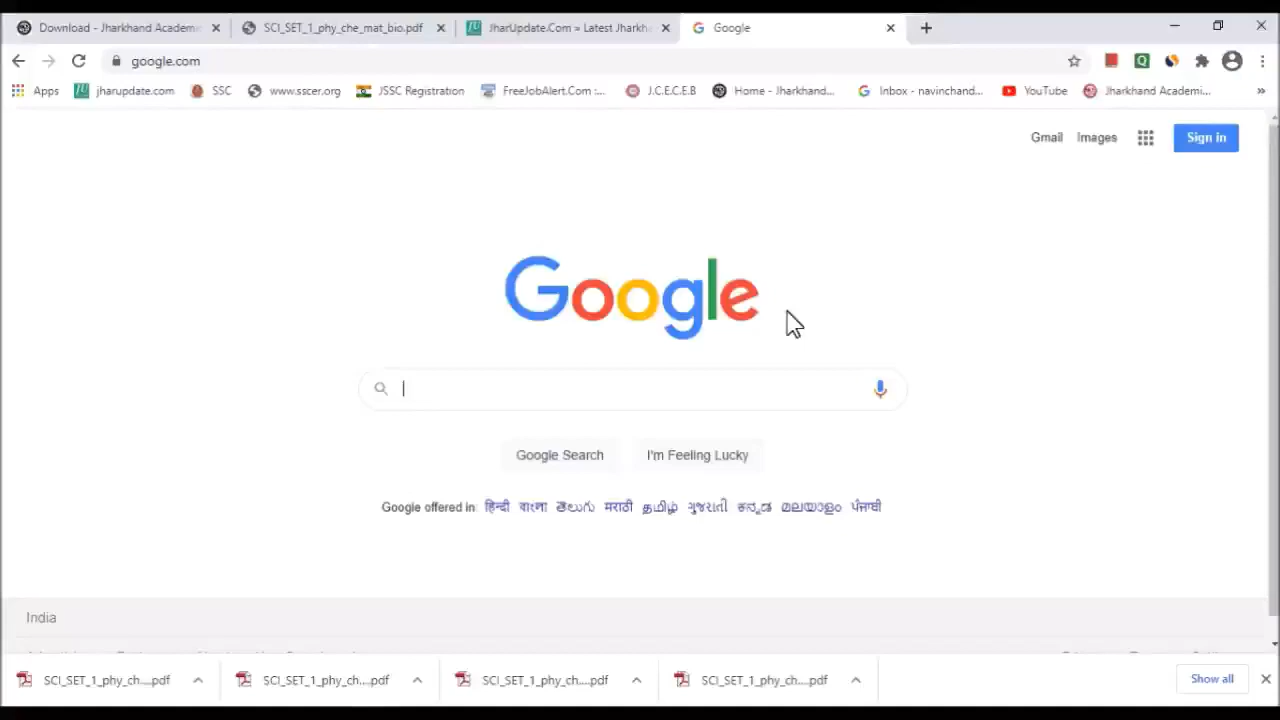 Download - Jharkhand Academi
SCI_SET_1_phy_che_mat_bio.pdf
JharUpdate.Com » Latest Jharkh
Google
google.com
Apps
jharupdate.com
SSC
www.sscer.org
JSSC Registration
FreeJobAlert.Com :...
J.C.E.C.E.B
Home - Jharkhand...
Inbox - navinchand...
YouTube
Jharkhand Academi...
»
Gmail Images Sign in
Google
Google Search I'm Feeling Lucky
Google offered in: हिन्दी বাংলা తెలుగు मराठी தமிழ் ગુજરાતી ಕನ್ನಡ മലയാളം ਪੰਜਾਬੀ
India
SCI_SET_1_phy_ch....pdf
SCI_SET_1_phy_ch....pdf
SCI_SET_1_phy_ch....pdf
SCI_SET_1_phy_ch....pdf
Show all